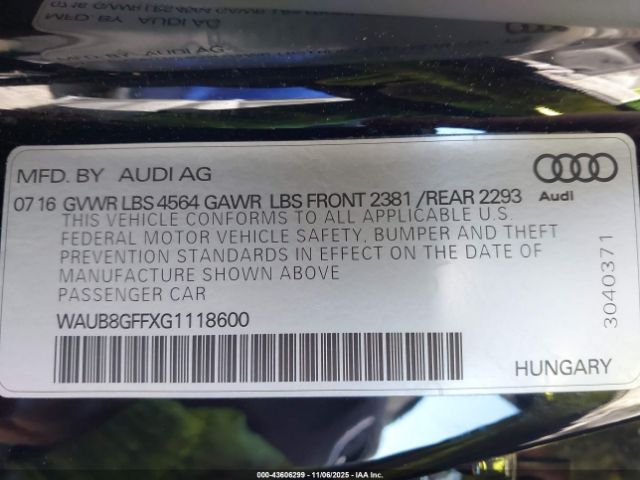 MFD. BY AUDI AG
07 16 GVWR LBS 4564 GAWR LBS FRONT 2381 /REAR 2293
THIS VEHICLE CONFORMS TO ALL APPLICABLE U.S.
FEDERAL MOTOR VEHICLE SAFETY, BUMPER AND THEFT
PREVENTION STANDARDS IN EFFECT ON THE DATE OF
MANUFACTURE SHOWN ABOVE
PASSENGER CAR
WAUB8GFFXG1118600
Audi
3040371
HUNGARY
000-43606299 - 11/06/2025 - IAA Inc.